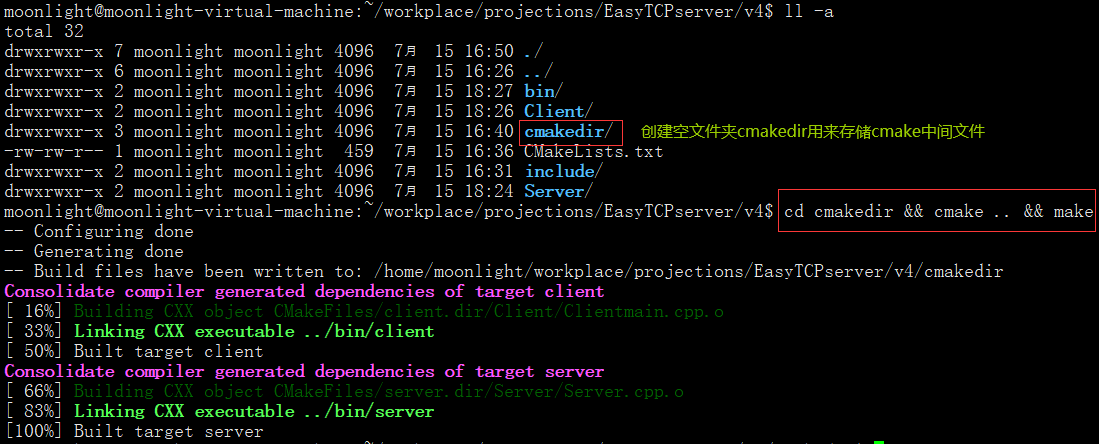 moonlight@moonlight-virtual-machine:~/workplace/projections/EasyTCPserver/v4$ ll -a
total 32
drwxrwxr-x 7 moonlight moonlight 4096  7月  15 16:50 ./
drwxrwxr-x 6 moonlight moonlight 4096  7月  15 16:26 ../
drwxrwxr-x 2 moonlight moonlight 4096  7月  15 18:27 bin/
drwxrwxr-x 2 moonlight moonlight 4096  7月  15 18:26 Client/
drwxrwxr-x 3 moonlight moonlight 4096  7月  15 16:40 cmakedir/ 创建空文件夹cmakedir用来存储cmake中间文件
-rw-rw-r-- 1 moonlight moonlight  459  7月  15 16:36 CMakeLists.txt
drwxrwxr-x 2 moonlight moonlight 4096  7月  15 16:31 include/
drwxrwxr-x 2 moonlight moonlight 4096  7月  15 18:24 Server/
moonlight@moonlight-virtual-machine:~/workplace/projections/EasyTCPserver/v4$ cd cmakedir && cmake .. && make
-- Configuring done
-- Generating done
-- Build files have been written to: /home/moonlight/workplace/projections/EasyTCPserver/v4/cmakedir
Consolidate compiler generated dependencies of target client
[ 16%] Building CXX object CMakeFiles/client.dir/Client/Clientmain.cpp.o
[ 33%] Linking CXX executable ../bin/client
[ 50%] Built target client
Consolidate compiler generated dependencies of target server
[ 66%] Building CXX object CMakeFiles/server.dir/Server/Server.cpp.o
[ 83%] Linking CXX executable ../bin/server
[100%] Built target server